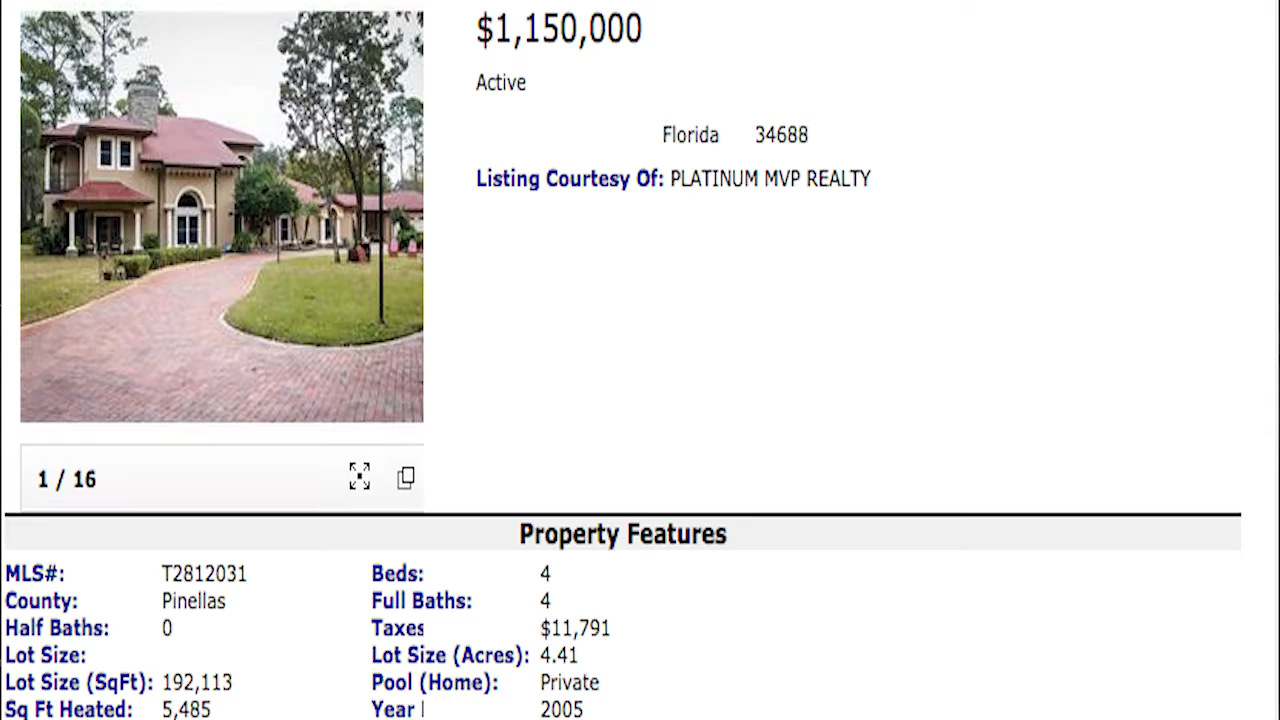 $1,150,000
Active
Florida 34688
Listing Courtesy Of: PLATINUM MVP REALTY
1 / 16
Property Features
MLS#: T2812031 Beds: 4
County: Pinellas Full Baths: 4
Half Baths: 0 Taxes $11,791
Lot Size: Lot Size (Acres): 4.41
Lot Size (SqFt): 192,113 Pool (Home): Private
Sq Ft Heated: 5,485 Year 2005